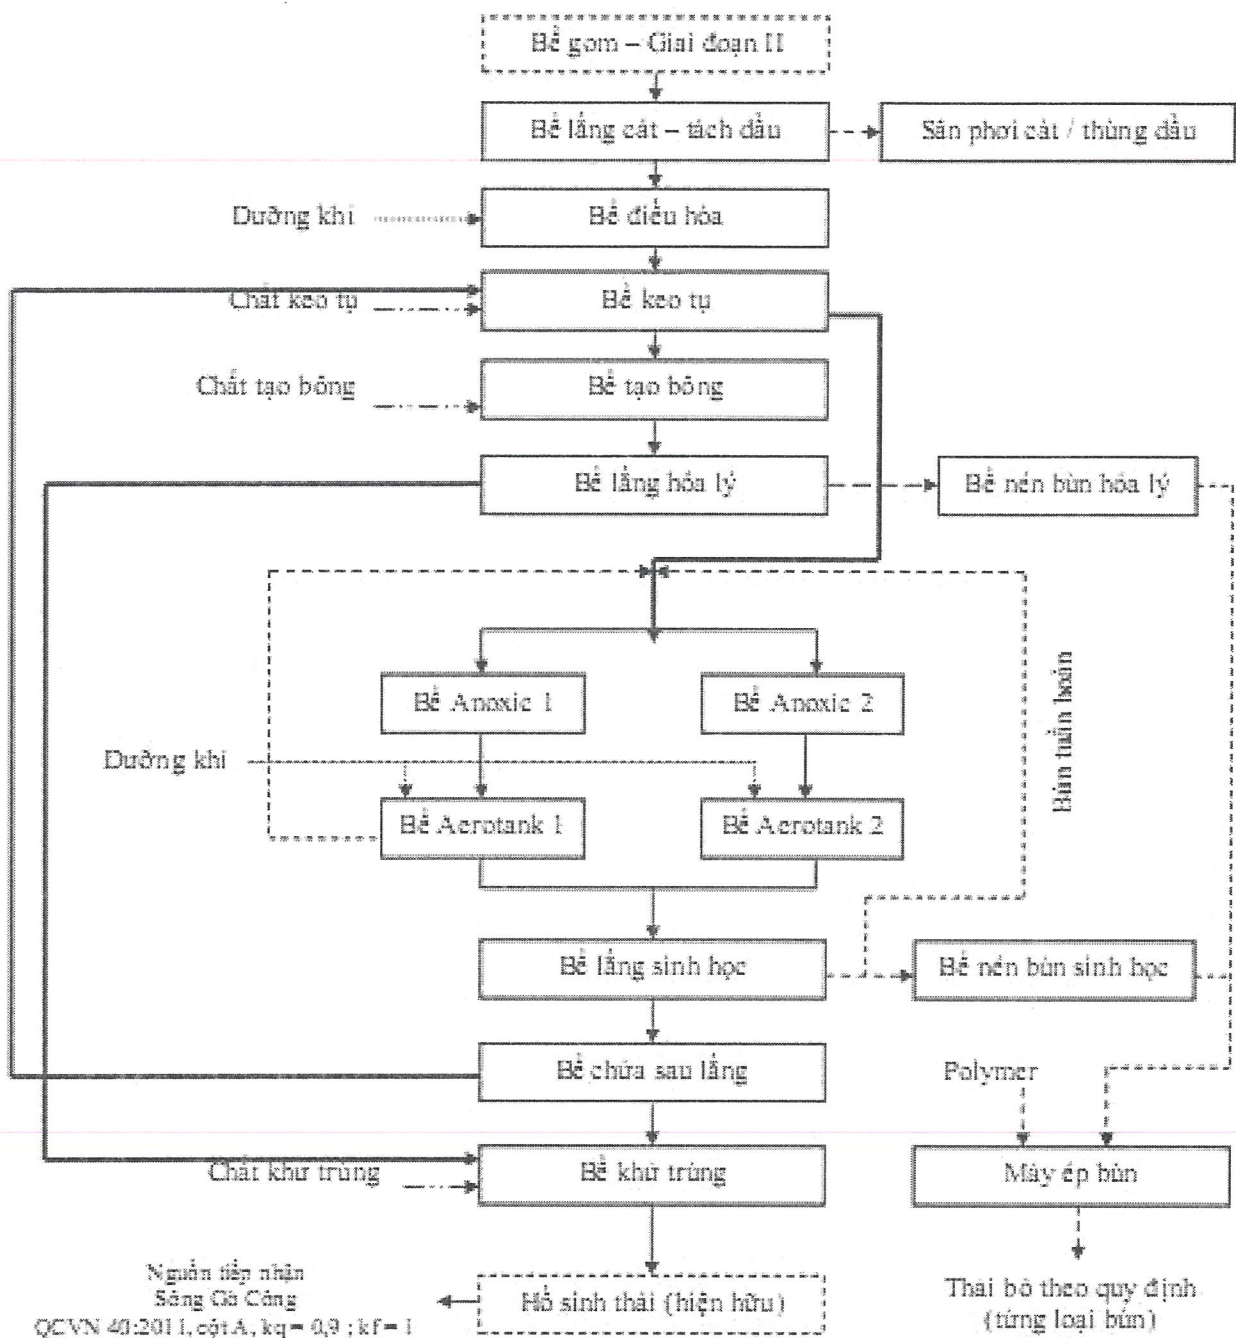 Bể gom – Giai đoạn II
Bể lắng cát – tách dầu
Sân phơi cát / thùng dầu
Dưỡng khí
Bể điều hòa
Chất keo tụ
Bể keo tụ
Chất tạo bông
Bể tạo bông
Bể lắng hóa lý
Bể nén bùn hóa lý
Bể Anoxic 1
Bể Anoxic 2
Bùn tuần hoàn
Dưỡng khí
Bể Aerotank 1
Bể Aerotank 2
Bể lắng sinh học
Bể nén bùn sinh học
Bể chứa sau lắng
Polymer
Chất khử trùng
Bể khử trùng
Máy ép bùn
Nguồn tiếp nhận
Sông Gò Công
QCVN 40:2011, cột A, kq = 0,9 ; kf = 1
Hồ sinh thái (hiện hữu)
Thải bỏ theo quy định
(từng loại bùn)